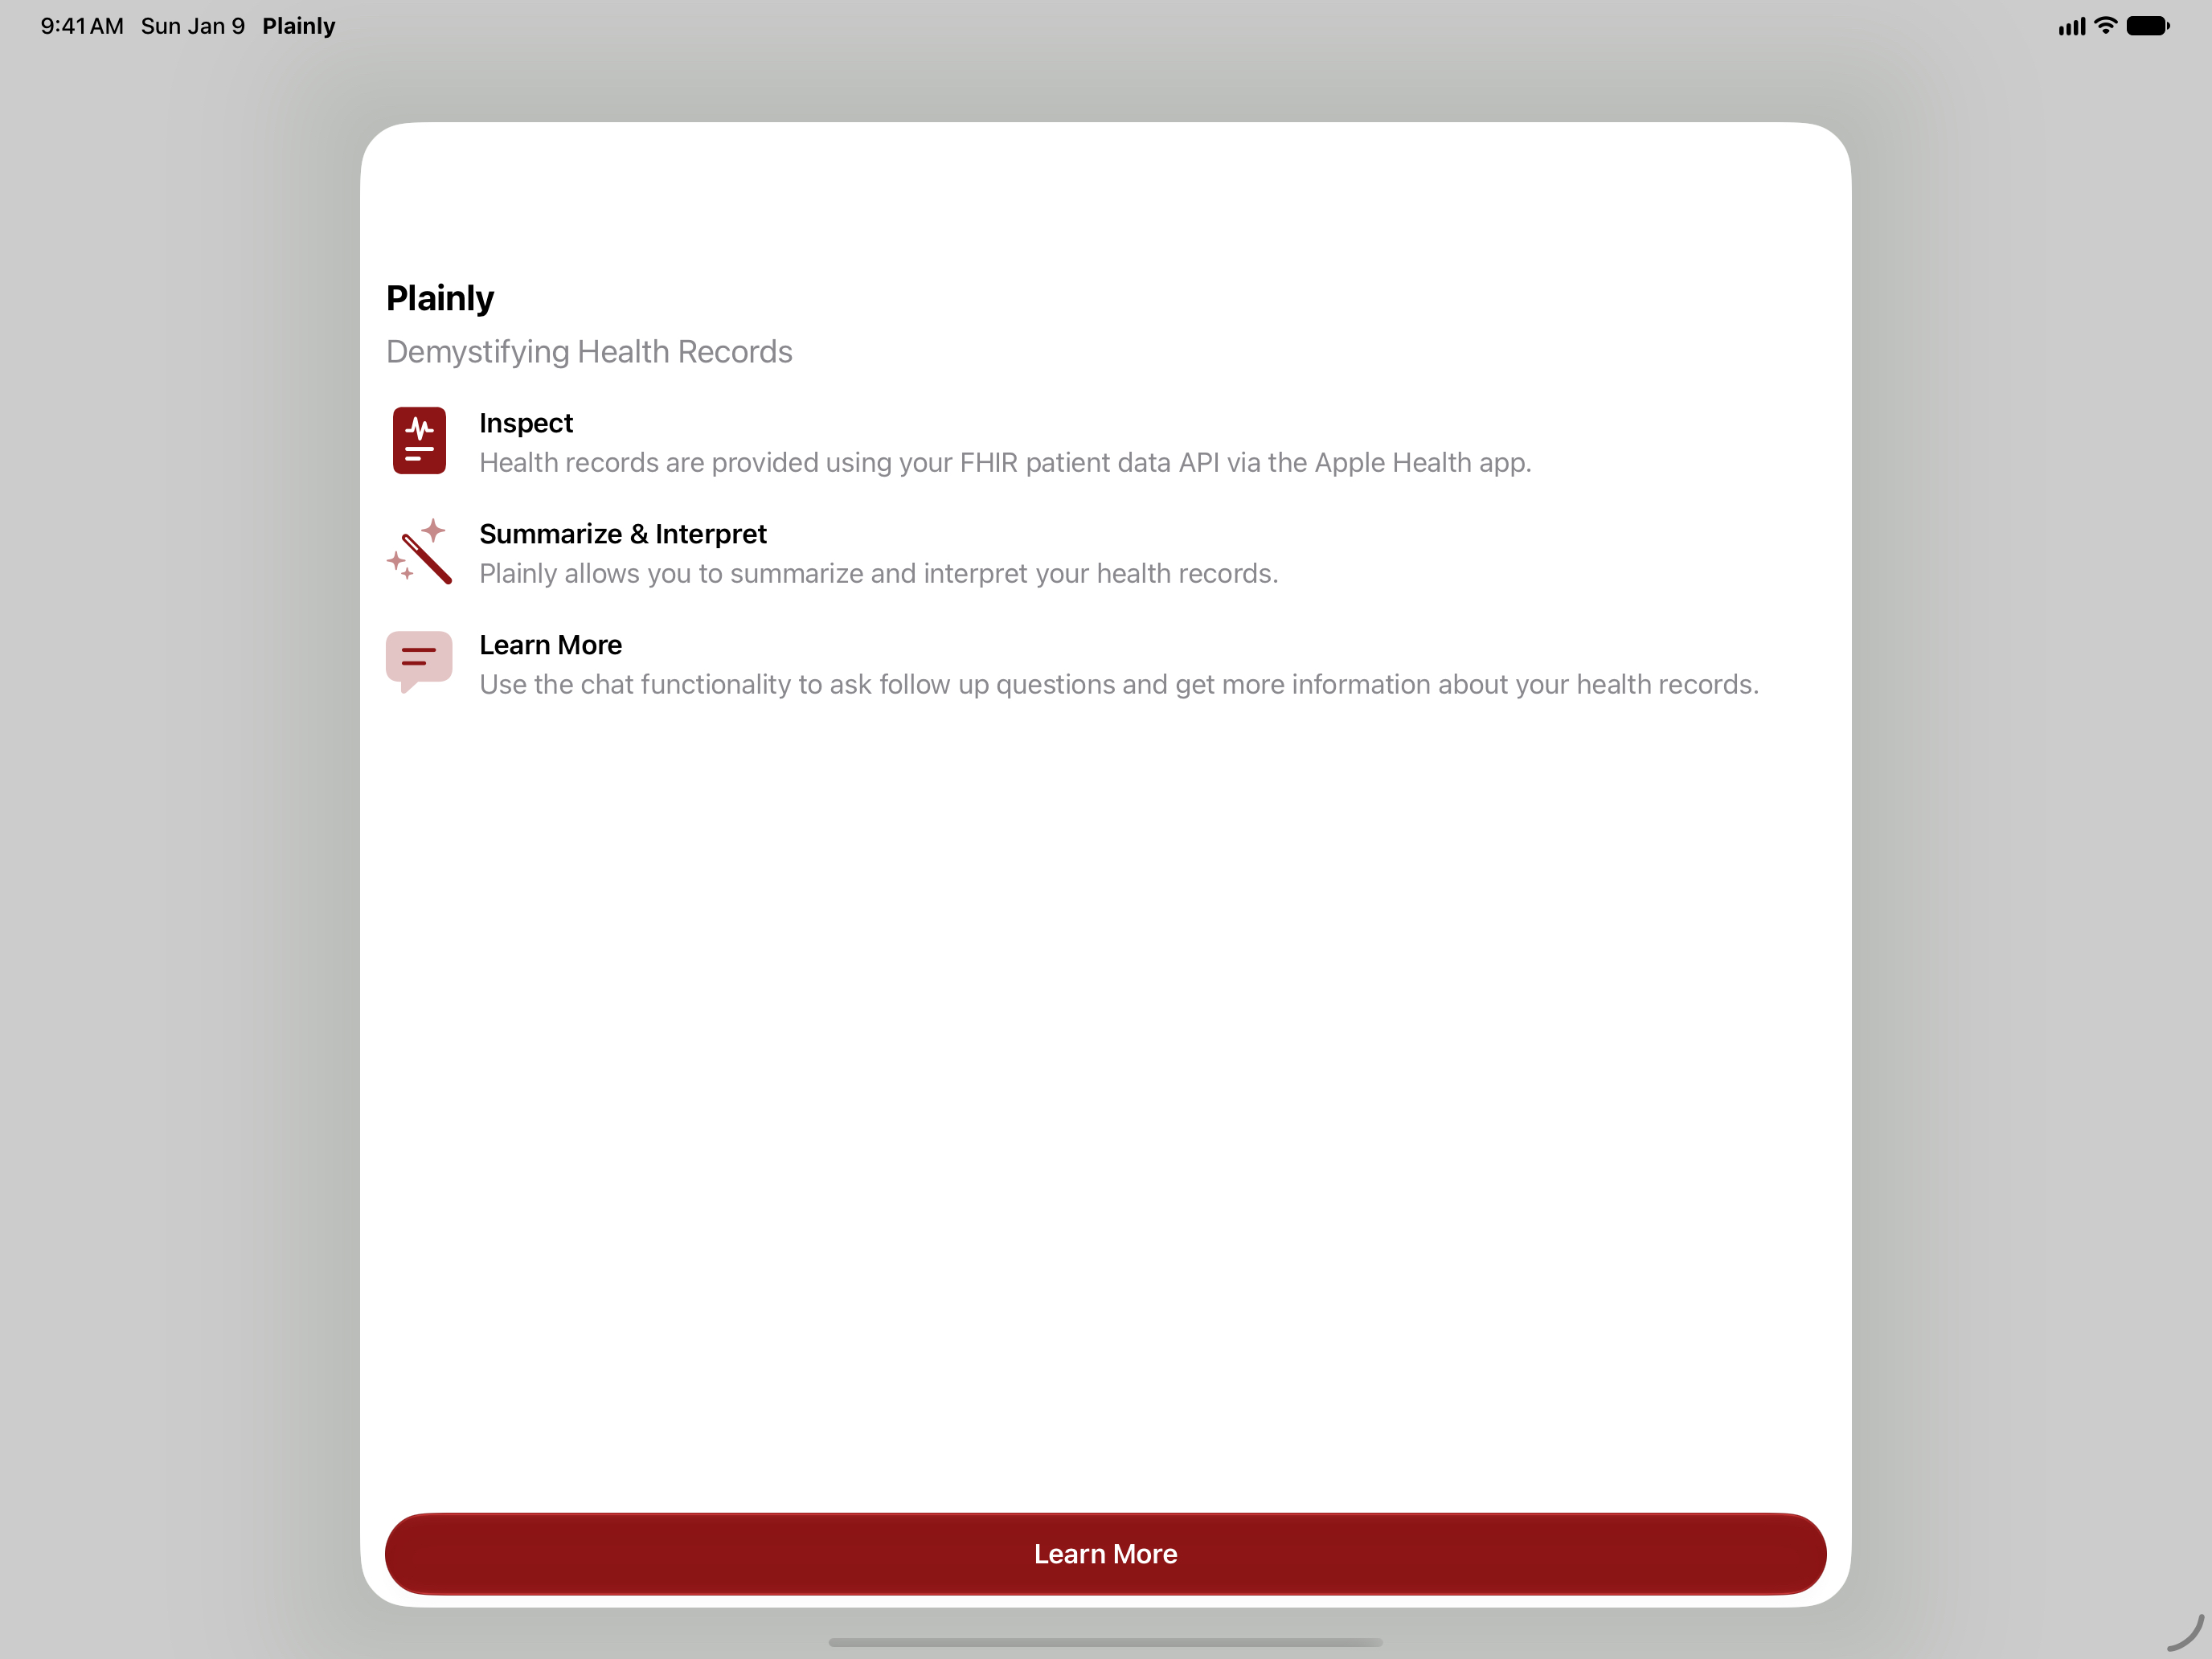 9:41 AM Sun Jan 9 Plainly
Plainly
Demystifying Health Records
Inspect
Health records are provided using your FHIR patient data API via the Apple Health app.
Summarize & Interpret
Plainly allows you to summarize and interpret your health records.
Learn More
Use the chat functionality to ask follow up questions and get more information about your health records.
Learn More